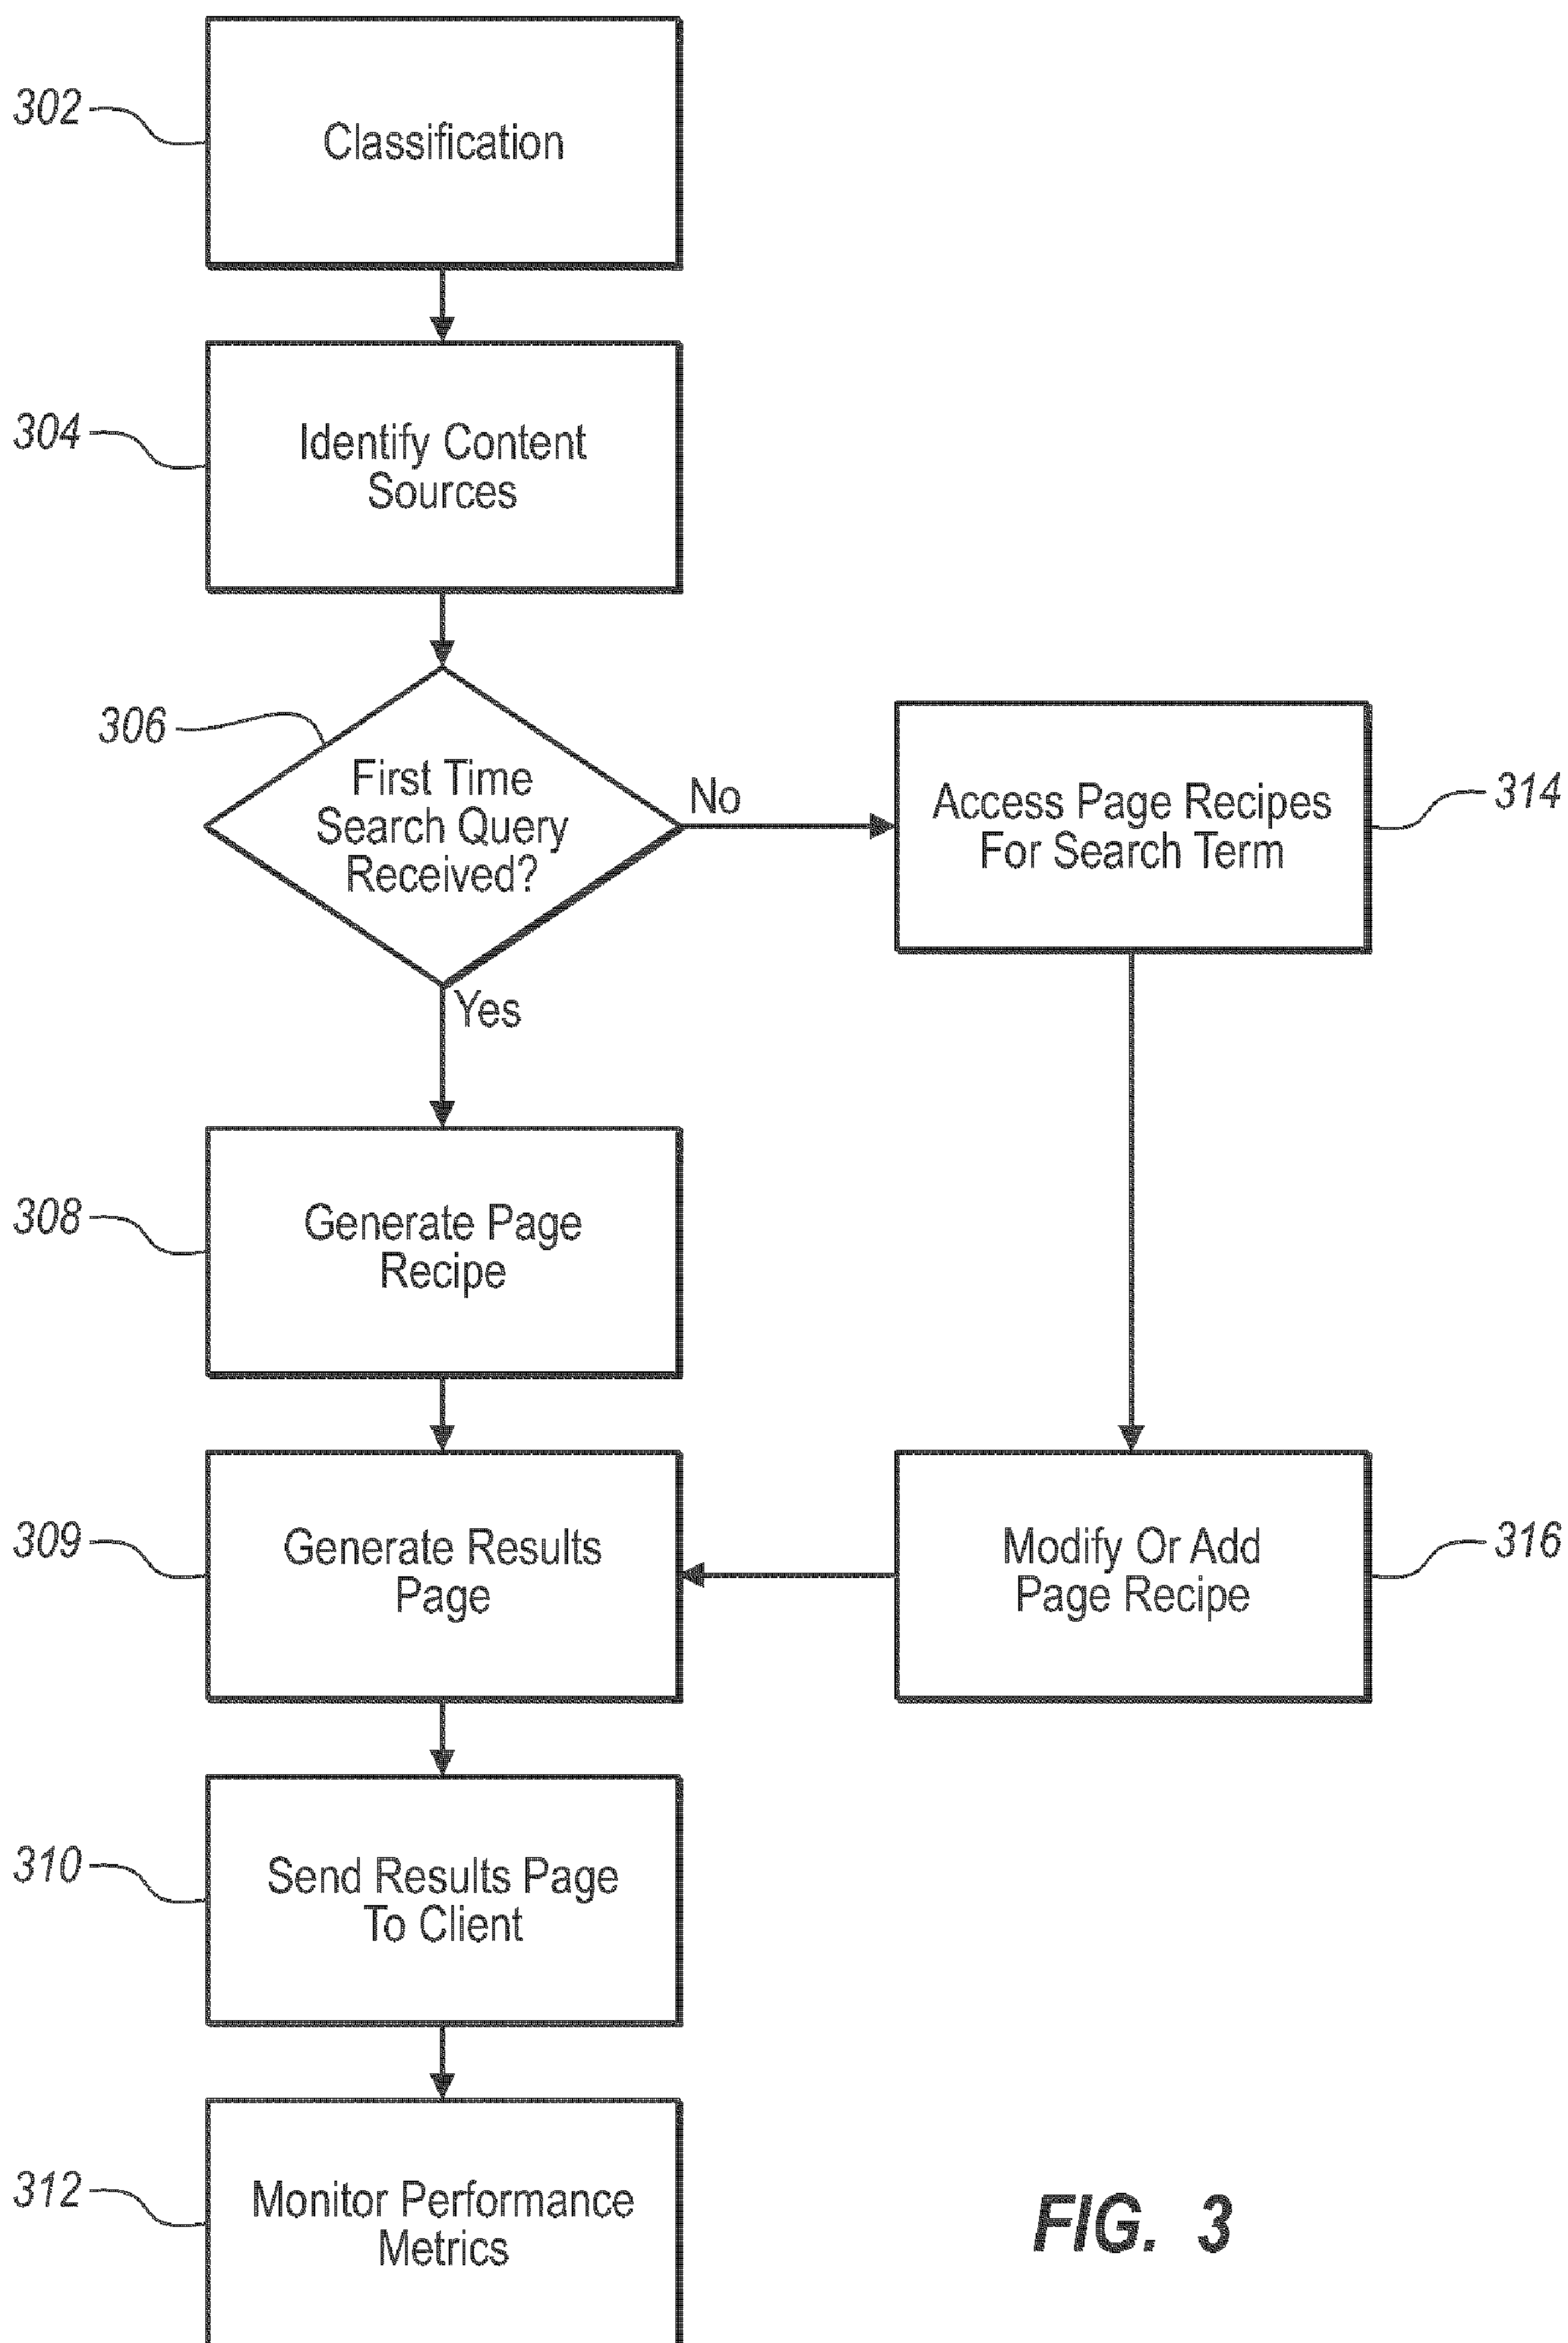 302
Classification
304
Identify Content
Sources
306
First Time
Search Query
Received?
No
Yes
Access Page Recipes
For Search Term
314
308
Generate Page
Recipe
309
Generate Results
Page
Modify Or Add
Page Recipe
316
310
Send Results Page
To Client
312
Monitor Performance
Metrics
FIG. 3